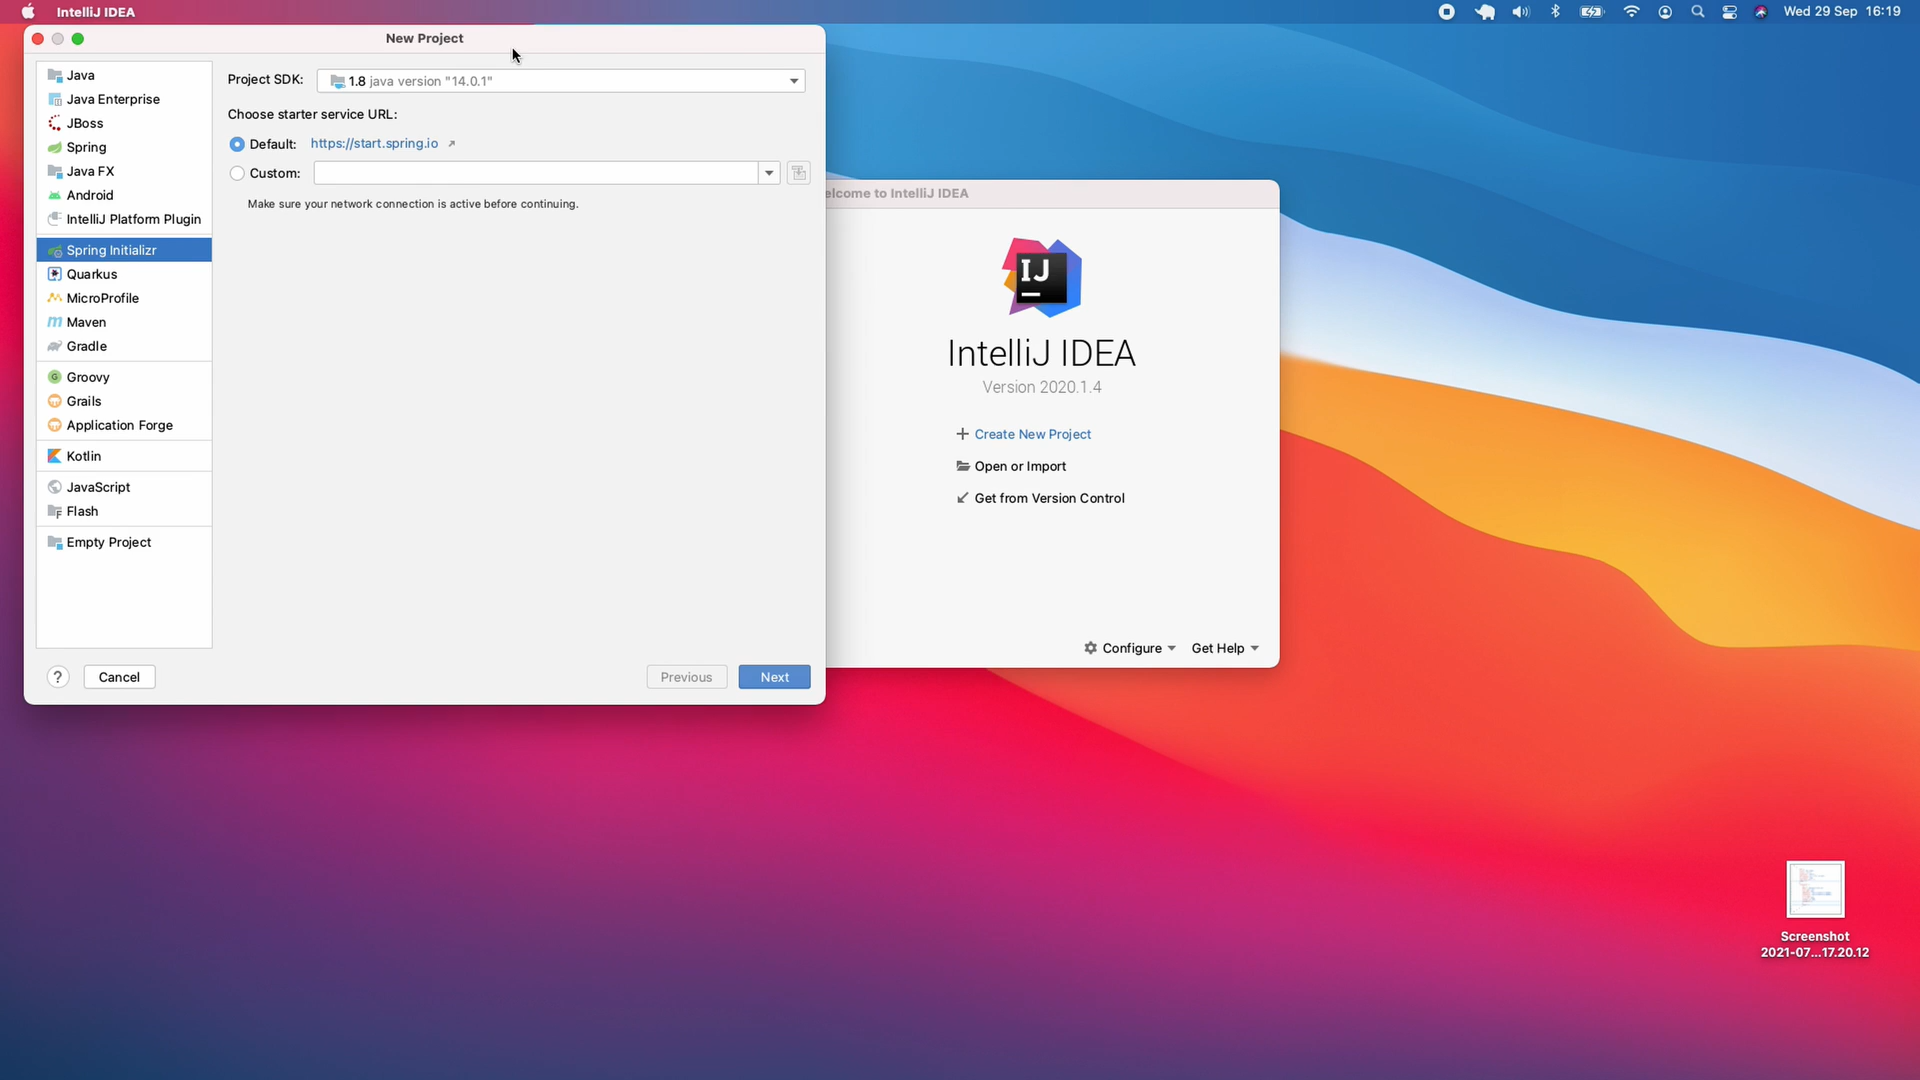 IntelliJ IDEA
Wed 29 Sep 16:19
New Project
Java
Java Enterprise
JBoss
Spring
Java FX
Android
IntelliJ Platform Plugin
Spring Initializr
Quarkus
MicroProfile
Maven
Gradle
Groovy
Grails
Application Forge
Kotlin
JavaScript
Flash
Empty Project
Project SDK: 1.8 java version "14.0.1"
Choose starter service URL:
Default: https://start.spring.io
Custom:
Make sure your network connection is active before continuing.
? Cancel Previous Next
elcome to IntelliJ IDEA
IJ
IntelliJ IDEA
Version 2020.1.4
Create New Project
Open or Import
Get from Version Control
Configure Get Help
Screenshot
2021-07...17.20.12